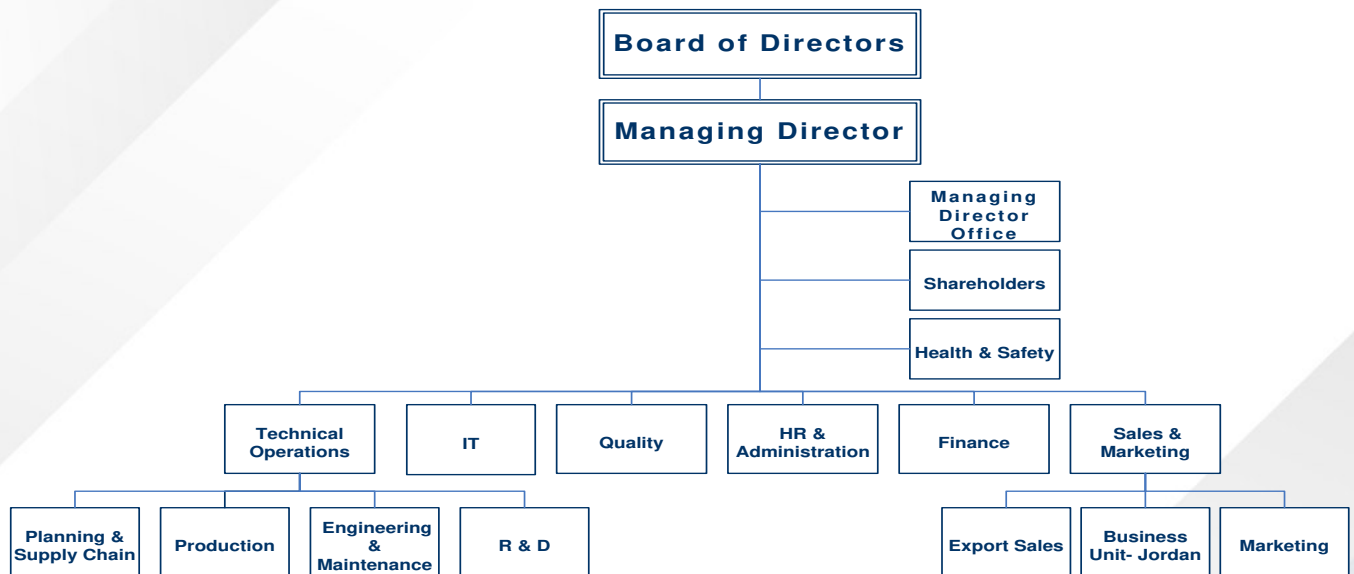 Board of Directors
Managing Director
Managing
Director
Office
Shareholders
Health & Safety
Technical
Operations
IT
Quality
HR &
Administration
Finance
Sales &
Marketing
Planning &
Supply Chain
Production
Engineering
&
Maintenance
R & D
Export Sales
Business
Unit- Jordan
Marketing